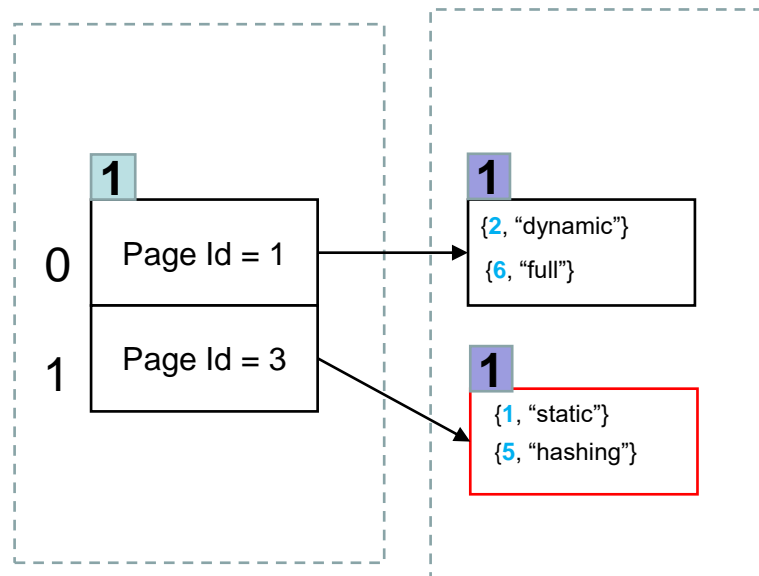 1
0
Page Id = 1
1
Page Id = 3
1
{2, “dynamic”}
{6, “full”}
1
{1, “static”}
{5, “hashing”}